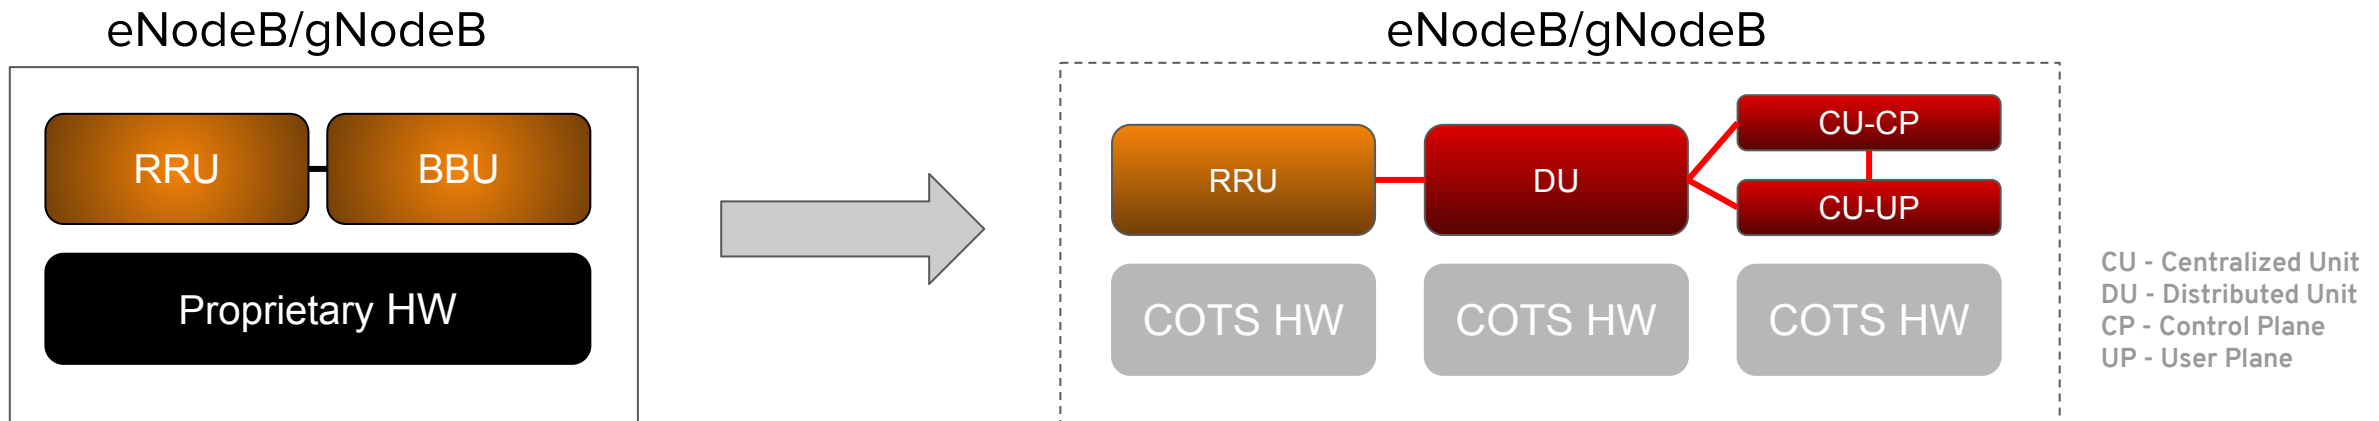 eNodeB/gNodeB
RRU
BBU
Proprietary HW
eNodeB/gNodeB
RRU
DU
CU-CP
CU-UP
COTS HW
COTS HW
COTS HW
CU - Centralized Unit
DU - Distributed Unit
CP - Control Plane
UP - User Plane